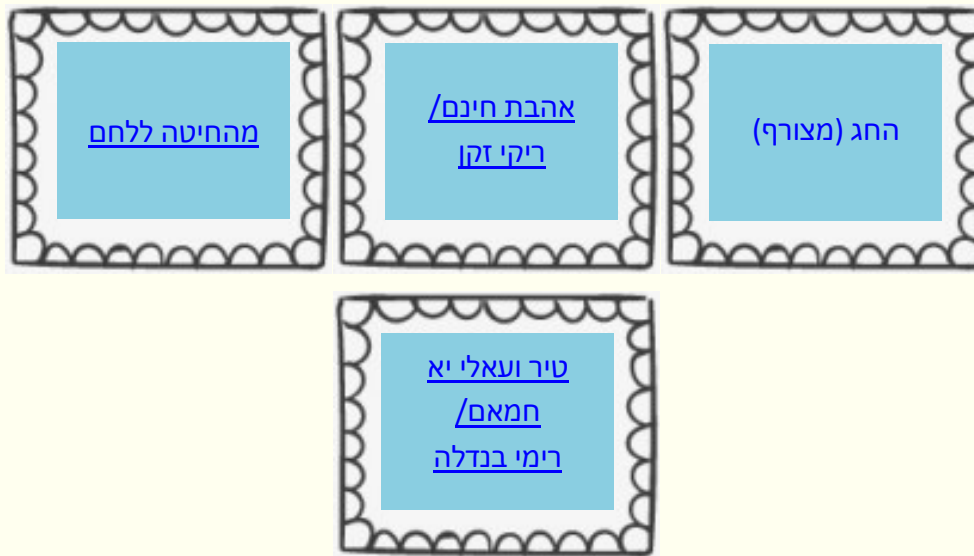 החג (מצורף)
אהבת חינם/
ריקי זקן
מהחיטה ללחם
טיר ועאלי יא
חמאם/
רימי בנדלה